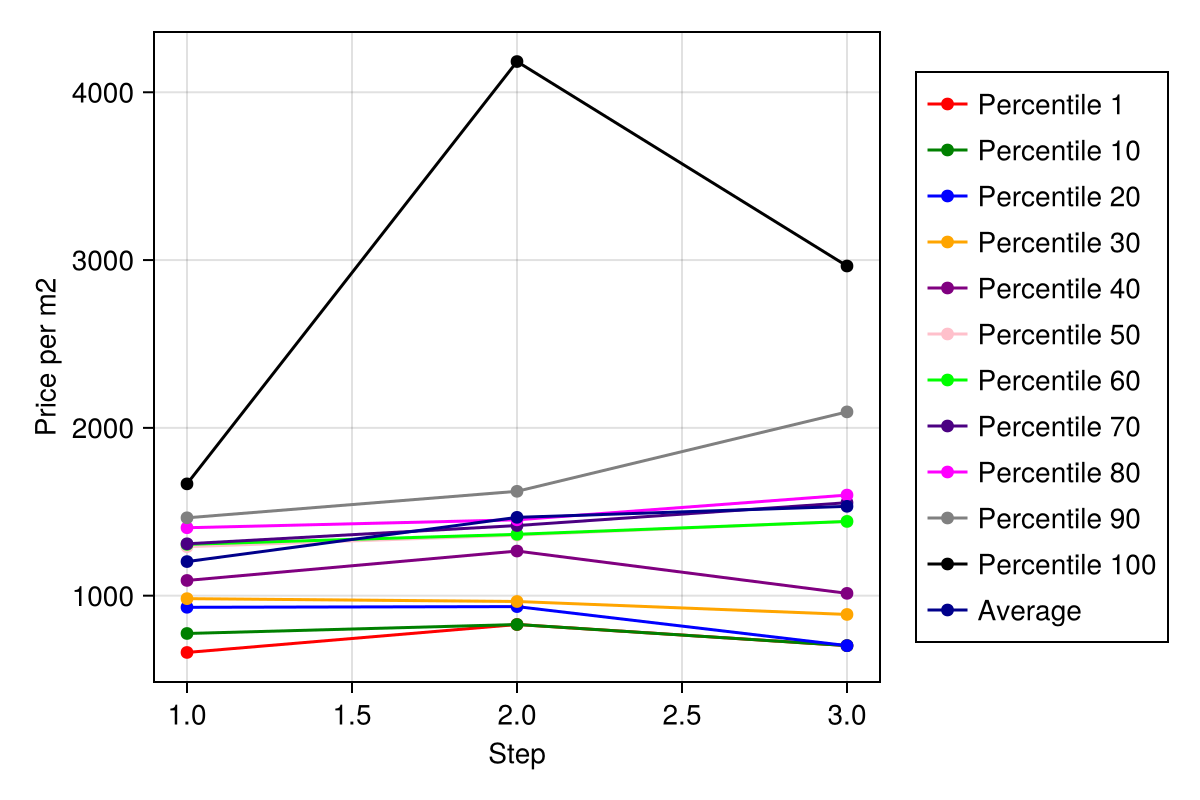 4000
3000
2000
1000
Price per m2
1.0 1.5 2.0 2.5 3.0
Step
Percentile 1
Percentile 10
Percentile 20
Percentile 30
Percentile 40
Percentile 50
Percentile 60
Percentile 70
Percentile 80
Percentile 90
Percentile 100
Average